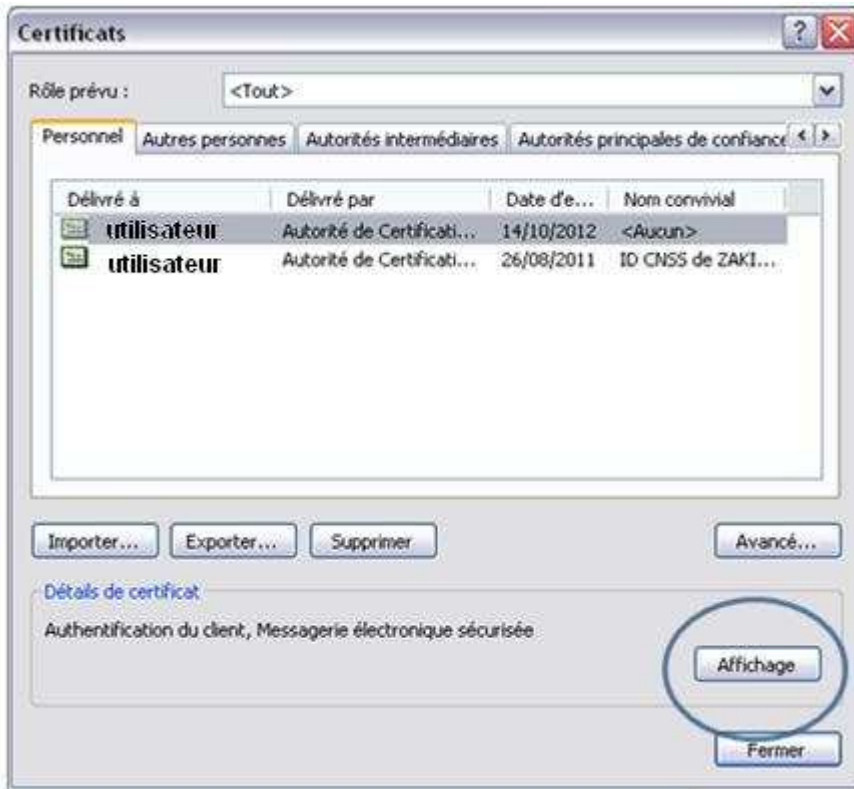 Certificats
Rôle prévu : <Tout>
Personnel Autres personnes Autorités intermédiaires Autorités principales de confiance
Délivré à Délivré par Date d'e... Nom convivial
utilisateur Autorité de Certificati... 14/10/2012 <Aucun>
utilisateur Autorité de Certificati... 26/08/2011 ID CNSS de ZAKI...
Importer... Exporter... Supprimer Avancé...
Détails de certificat
Authentification du client, Messagerie électronique sécurisée
Affichage
Fermer